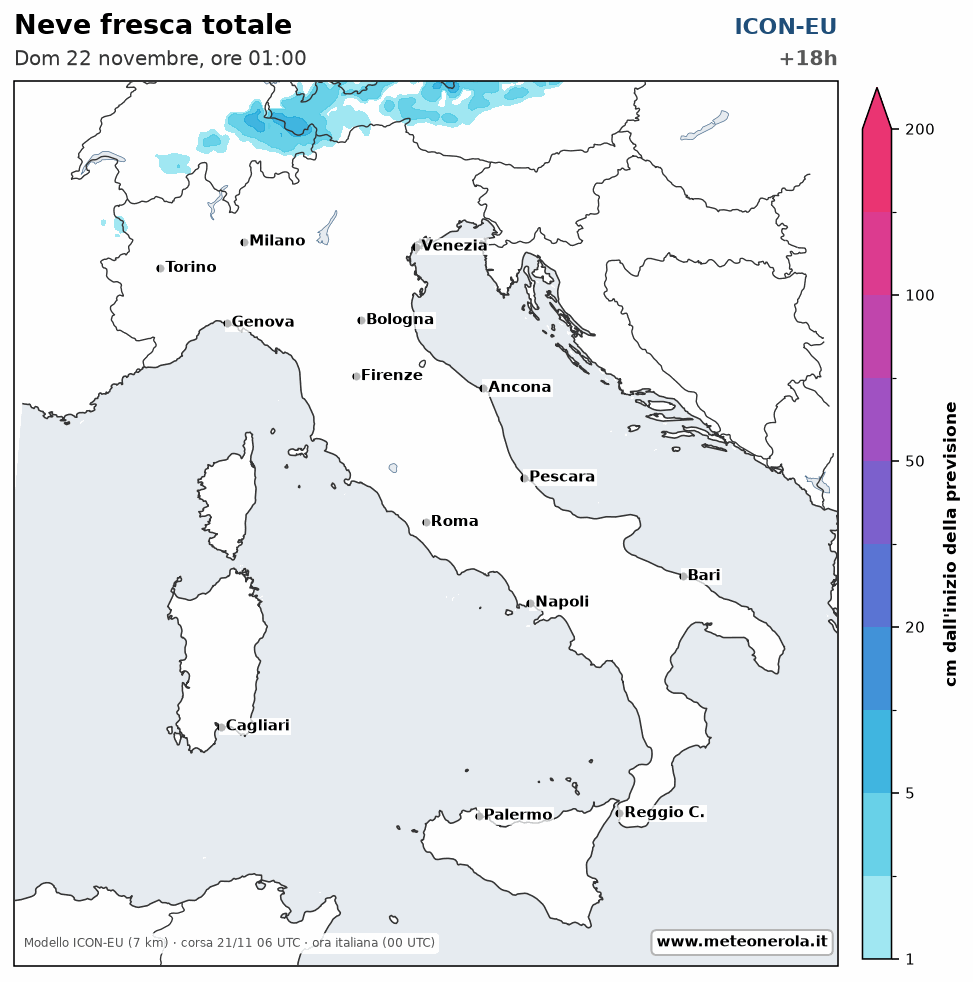 Neve fresca totale
ICON-EU
Dom 22 novembre, ore 01:00
+18h
200
Milano
Venezia
Torino
100
Genova
Bologna
Firenze
Ancona
50
Pescara
Roma
Bari
Napoli
20
cm dall'inizio della previsione
Cagliari
5
Palermo
Reggio C.
Modello ICON-EU (7 km) · corsa 21/11 06 UTC · ora italiana (00 UTC)
www.meteonerola.it
1